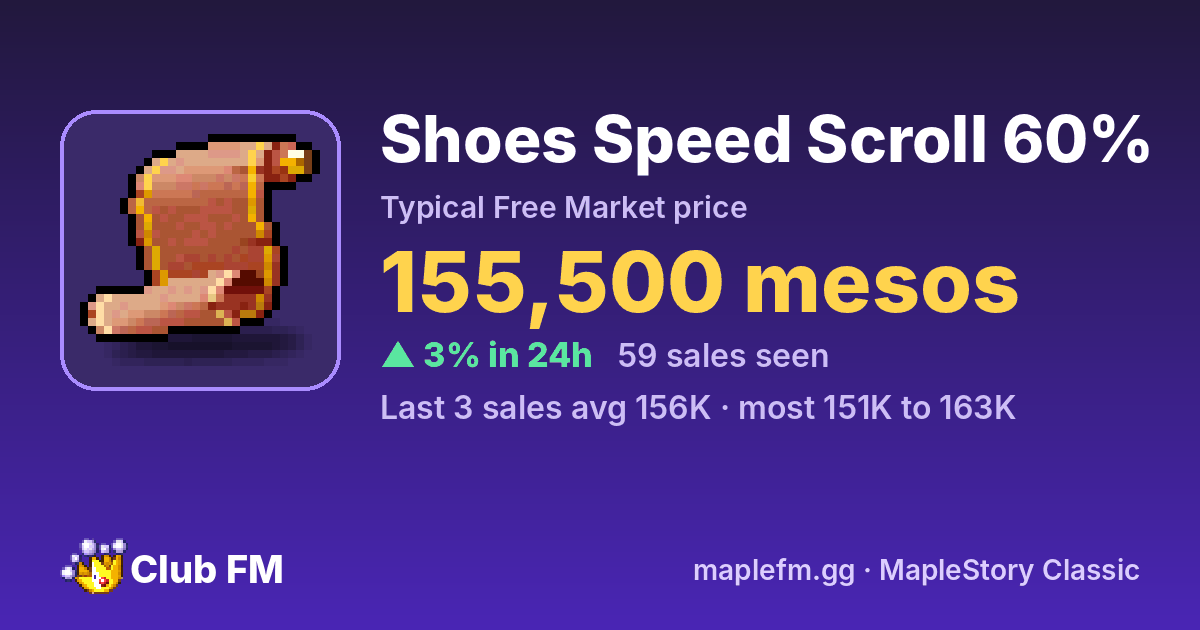 Shoes Speed Scroll 60%
Typical Free Market price
155,500 mesos
▲ 3% in 24h 59 sales seen
Last 3 sales avg 156K · most 151K to 163K
Club FM
maplefm.gg · MapleStory Classic